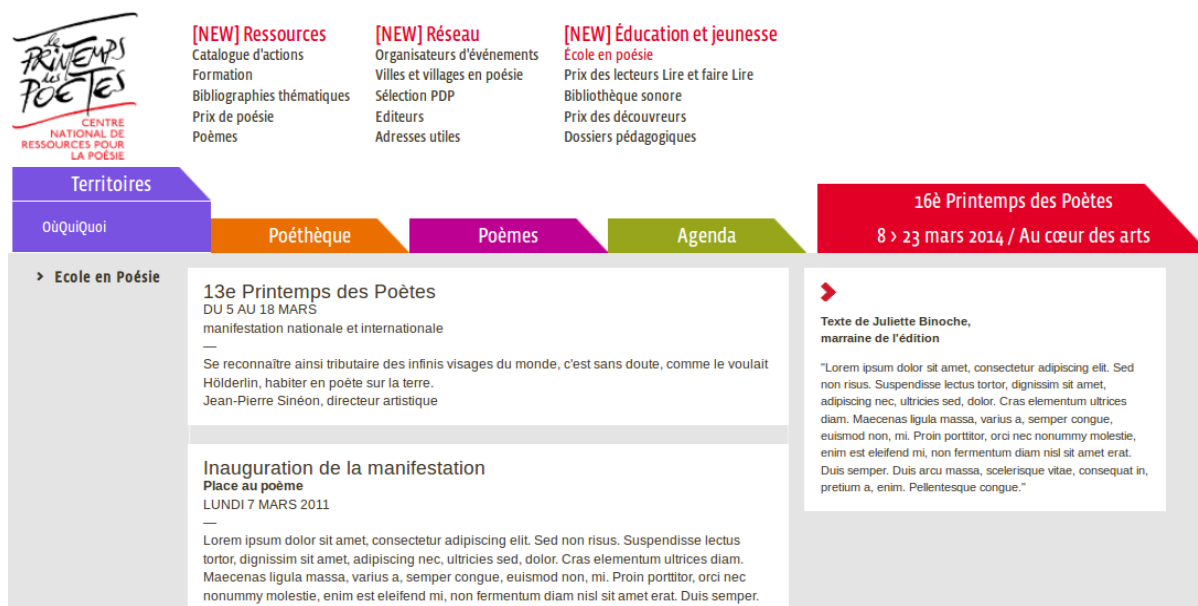 le
PRINTEMPS
des
POETES
CENTRE
NATIONAL DE
RESSOURCES POUR
LA POÉSIE
[NEW] Ressources
Catalogue d'actions
Formation
Bibliographies thématiques
Prix de poésie
Poèmes
[NEW] Réseau
Organisateurs d'événements
Villes et villages en poésie
Sélection PDP
Editeurs
Adresses utiles
[NEW] Éducation et jeunesse
École en poésie
Prix des lecteurs Lire et faire Lire
Bibliothèque sonore
Prix des découvreurs
Dossiers pédagogiques
Territoires
OùQuiQuoi
Poéthèque
Poèmes
Agenda
16è Printemps des Poètes
8 > 23 mars 2014 / Au cœur des arts
> Ecole en Poésie
13e Printemps des Poètes
DU 5 AU 18 MARS
manifestation nationale et internationale
—
Se reconnaître ainsi tributaire des infinis visages du monde, c'est sans doute, comme le voulait
Hölderlin, habiter en poète sur la terre.
Jean-Pierre Sinéon, directeur artistique
Inauguration de la manifestation
Place au poème
LUNDI 7 MARS 2011
—
Lorem ipsum dolor sit amet, consectetur adipiscing elit. Sed non risus. Suspendisse lectus
tortor, dignissim sit amet, adipiscing nec, ultricies sed, dolor. Cras elementum ultrices diam.
Maecenas ligula massa, varius a, semper congue, euismod non, mi. Proin porttitor, orci nec
nonummy molestie, enim est eleifend mi, non fermentum diam nisl sit amet erat. Duis semper.
Texte de Juliette Binoche,
marraine de l'édition
"Lorem ipsum dolor sit amet, consectetur adipiscing elit. Sed
non risus. Suspendisse lectus tortor, dignissim sit amet,
adipiscing nec, ultricies sed, dolor. Cras elementum ultrices
diam. Maecenas ligula massa, varius a, semper congue,
euismod non, mi. Proin porttitor, orci nec nonummy molestie,
enim est eleifend mi, non fermentum diam nisl sit amet erat.
Duis semper. Duis arcu massa, scelerisque vitae, consequat in,
pretium a, enim. Pellentesque congue."